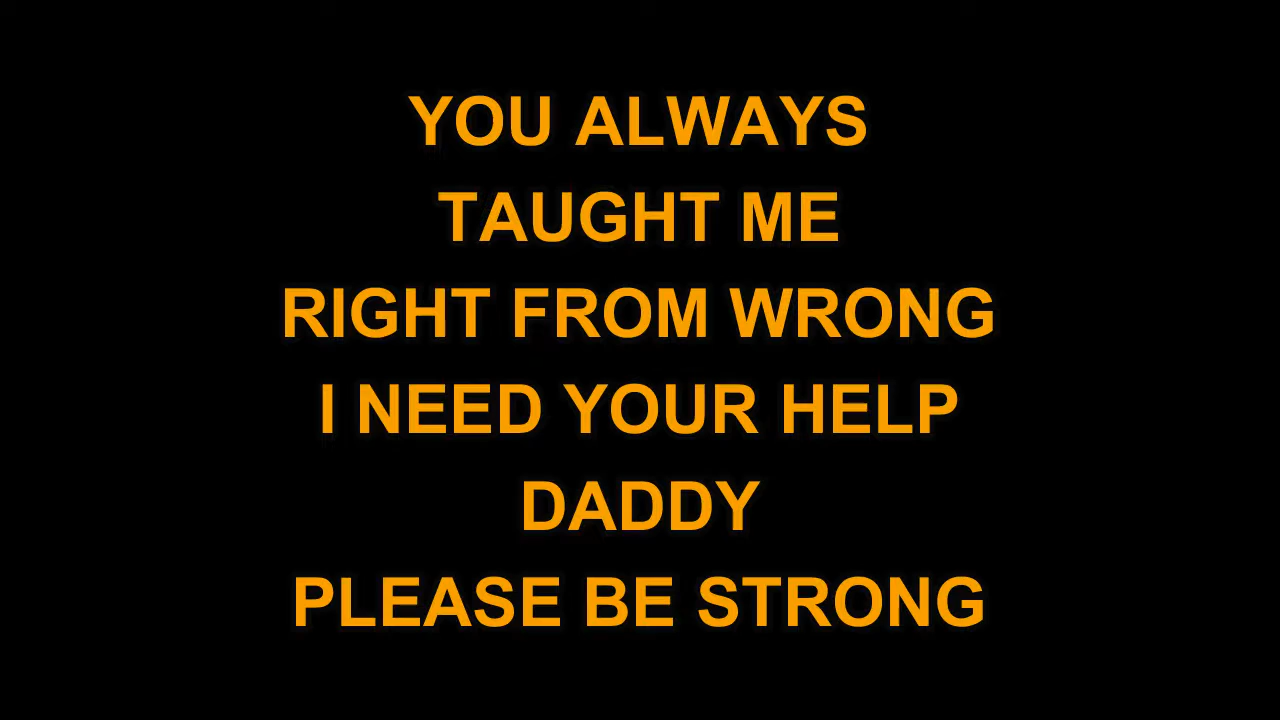 YOU ALWAYS
TAUGHT ME
RIGHT FROM WRONG
I NEED YOUR HELP
DADDY
PLEASE BE STRONG